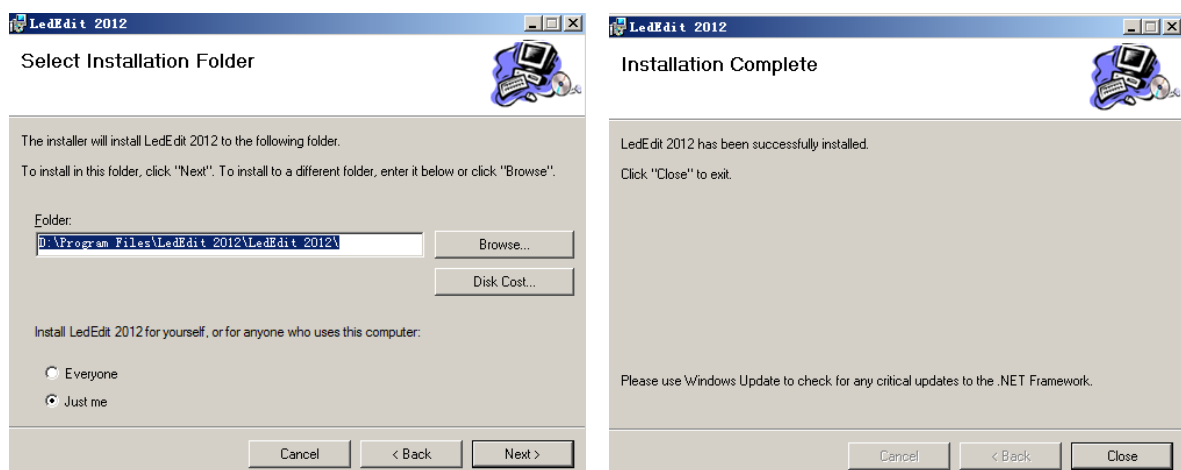 LedEdit 2012
Select Installation Folder
The installer will install LedEdit 2012 to the following folder.
To install in this folder, click "Next". To install to a different folder, enter it below or click "Browse".
Folder:
D:\Program Files\LedEdit 2012\LedEdit 2012\
Browse...
Disk Cost...
Install LedEdit 2012 for yourself, or for anyone who uses this computer:
Everyone
Just me
Cancel
< Back
Next >
LedEdit 2012
Installation Complete
LedEdit 2012 has been successfully installed.
Click "Close" to exit.
Please use Windows Update to check for any critical updates to the .NET Framework.
Cancel
< Back
Close